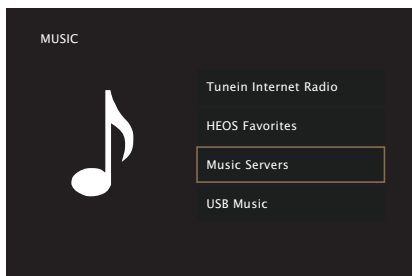 MUSIC
Tunein Internet Radio
HEOS Favorites
Music Servers
USB Music